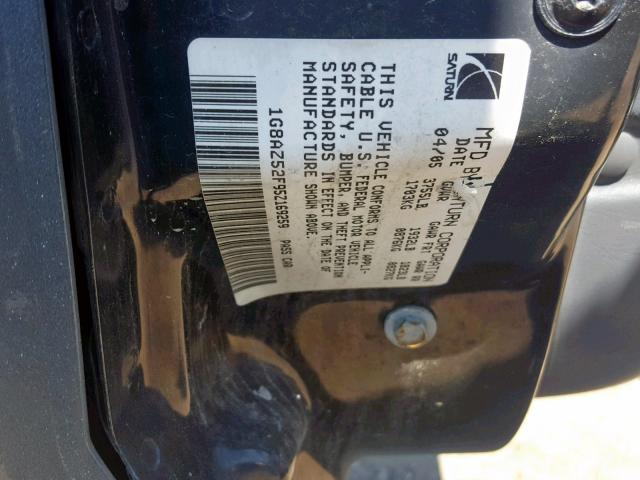 SATURN
MFD BY SATURN CORPORATION
DATE GVWR GAWR FRT GAWR RR
04/05 3755LB 1932LB 1823LB
1703KG 0876KG 0827KG
THIS VEHICLE CONFORMS TO ALL APPLI-
CABLE U.S. FEDERAL MOTOR VEHICLE
SAFETY, BUMPER AND THEFT PREVENTION
STANDARDS IN EFFECT ON THE DATE OF
MANUFACTURE SHOWN ABOVE.
1G8AZ52F95Z169259 PASS CAR